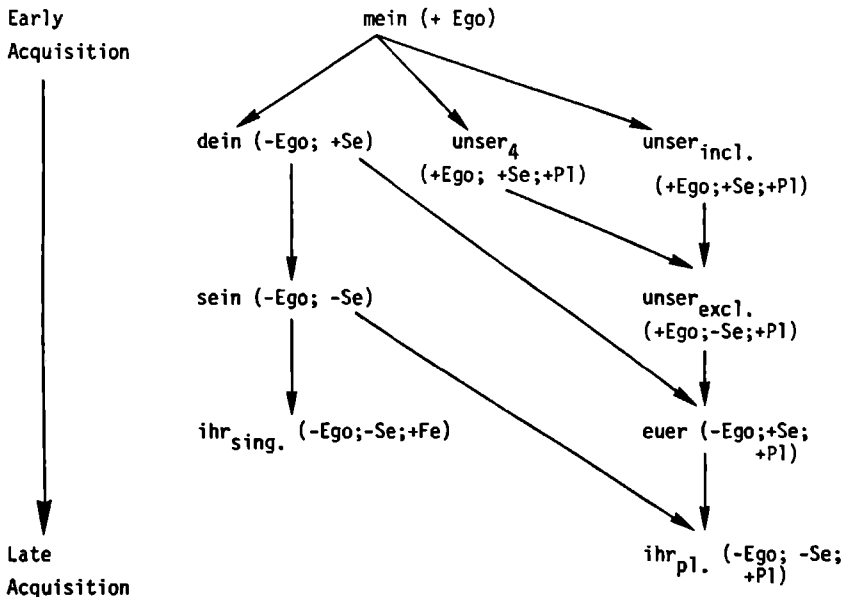 Early
Acquisition
mein (+ Ego)
dein (-Ego; +Se)
unser4
(+Ego; +Se;+Pl)
unserincl.
(+Ego;+Se;+Pl)
sein (-Ego; -Se)
unserexcl.
(+Ego;-Se;+Pl)
ihrsing. (-Ego;-Se;+Fe)
euer (-Ego;+Se;
+Pl)
Late
Acquisition
ihrpl. (-Ego; -Se;
+Pl)